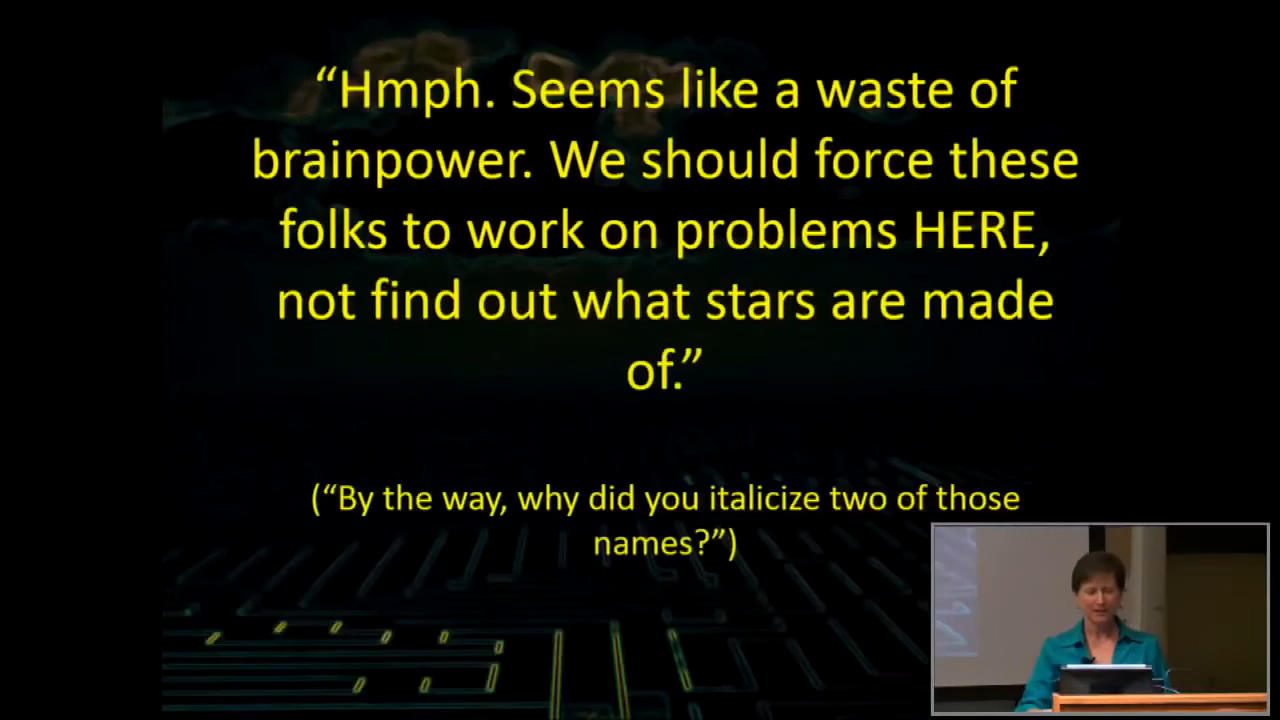 “Hmph. Seems like a waste of
brainpower. We should force these
folks to work on problems HERE,
not find out what stars are made
of.”
(“By the way, why did you italicize two of those
names?”)